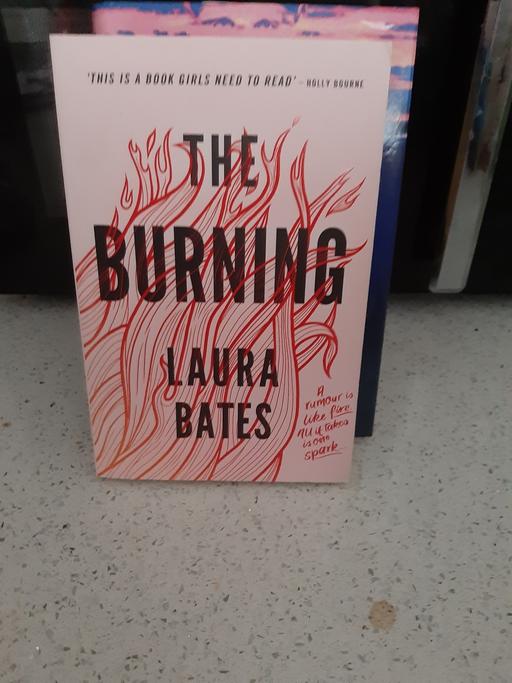 'THIS IS A BOOK GIRLS NEED TO READ' – HOLLY BOURNE
THE
BURNING
LAURA
BATES
A
rumour is
like fire
All it takes
is one
spark